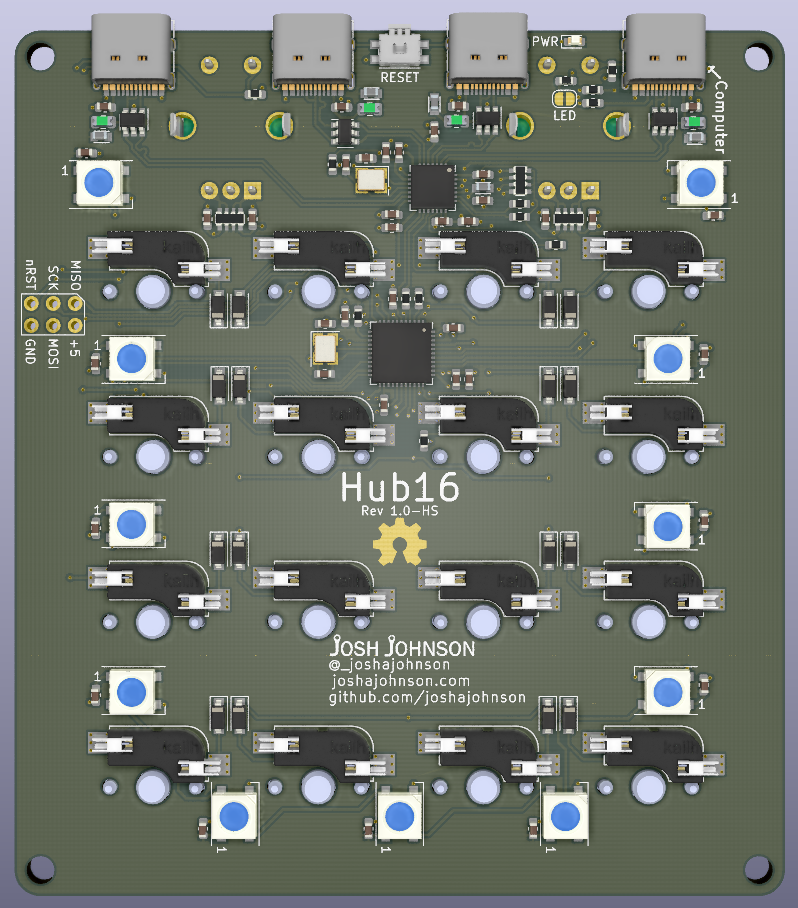 PWR
RESET
Computer
LED
1
1
nRST
SCK
MISO
GND
MOSI
+5
1
1
Hub16
Rev 1.0-HS
1
1
JOSH JOHNSON
@_joshajohnson
joshajohnson.com
github.com/joshajohnson
1
1
1
1
1